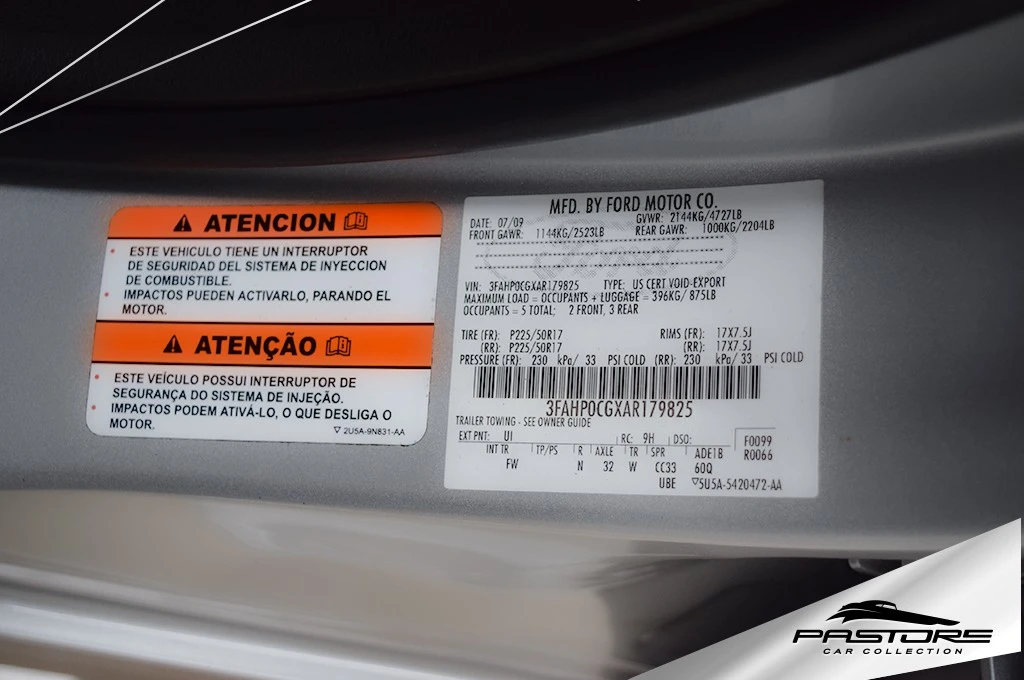 ATENCION
ESTE VEHICULO TIENE UN INTERRUPTOR
DE SEGURIDAD DEL SISTEMA DE INYECCION
DE COMBUSTIBLE.
IMPACTOS PUEDEN ACTIVARLO, PARANDO EL
MOTOR.
ATENÇÃO
ESTE VEÍCULO POSSUI INTERRUPTOR DE
SEGURANÇA DO SISTEMA DE INJEÇÃO.
IMPACTOS PODEM ATIVÁ-LO, O QUE DESLIGA O
MOTOR.
2U5A-9N831-AA
MFD. BY FORD MOTOR CO.
DATE: 07/09 GVWR: 2144KG/4727LB
FRONT GAWR: 1144KG/2523LB REAR GAWR: 1000KG/2204LB
VIN: 3FAHP0CGXAR179825 TYPE: US CERT VOID-EXPORT
MAXIMUM LOAD = OCCUPANTS + LUGGAGE = 396KG/ 875LB
OCCUPANTS = 5 TOTAL; 2 FRONT, 3 REAR
TIRE (FR): P225/50R17 RIMS (FR): 17X7.5J
(RR): P225/50R17 (RR): 17X7.5J
PRESSURE (FR): 230 kPa/ 33 PSI COLD (RR): 230 kPa/ 33 PSI COLD
3FAHP0CGXAR179825
TRAILER TOWING - SEE OWNER GUIDE
EXT PNT: UI RC: 9H DSO: F0099
INT TR TP/PS R AXLE TR SPR ADE1B R0066
FW N 32 W CC33 60Q
UBE 5U5A-5420472-AA
PASTORE
CAR COLLECTION